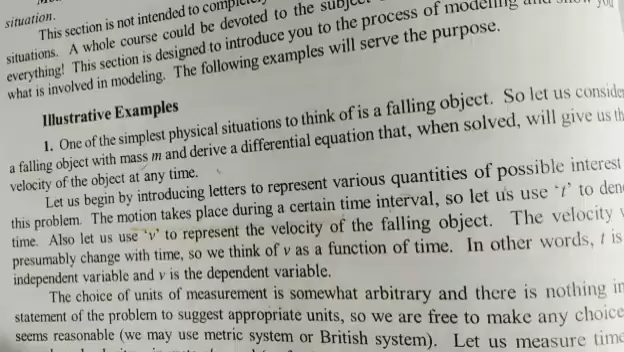 situation.
This section is not intended to
situations. A whole course could be devoted to the
everything! This section is designed to introduce you to the process of modeling and show you
what is involved in modeling. The following examples will serve the purpose.
Illustrative Examples
1. One of the simplest physical situations to think of is a falling object. So let us conside
a falling object with mass m and derive a differential equation that, when solved, will give us th
velocity of the object at any time.
Let us begin by introducing letters to represent various quantities of possible interest
this problem. The motion takes place during a certain time interval, so let us use 't' to den
time. Also let us use 'v' to represent the velocity of the falling object. The velocity
presumably change with time, so we think of v as a function of time. In other words, t is
independent variable and v is the dependent variable.
The choice of units of measurement is somewhat arbitrary and there is nothing in
statement of the problem to suggest appropriate units, so we are free to make any choice
seems reasonable (we may use metric system or British system). Let us measure time